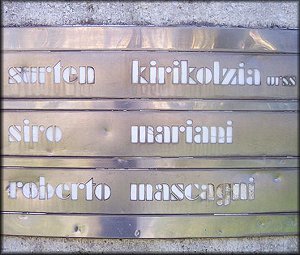 surten kirikolzia urss
siro mariani
roberto mascagni